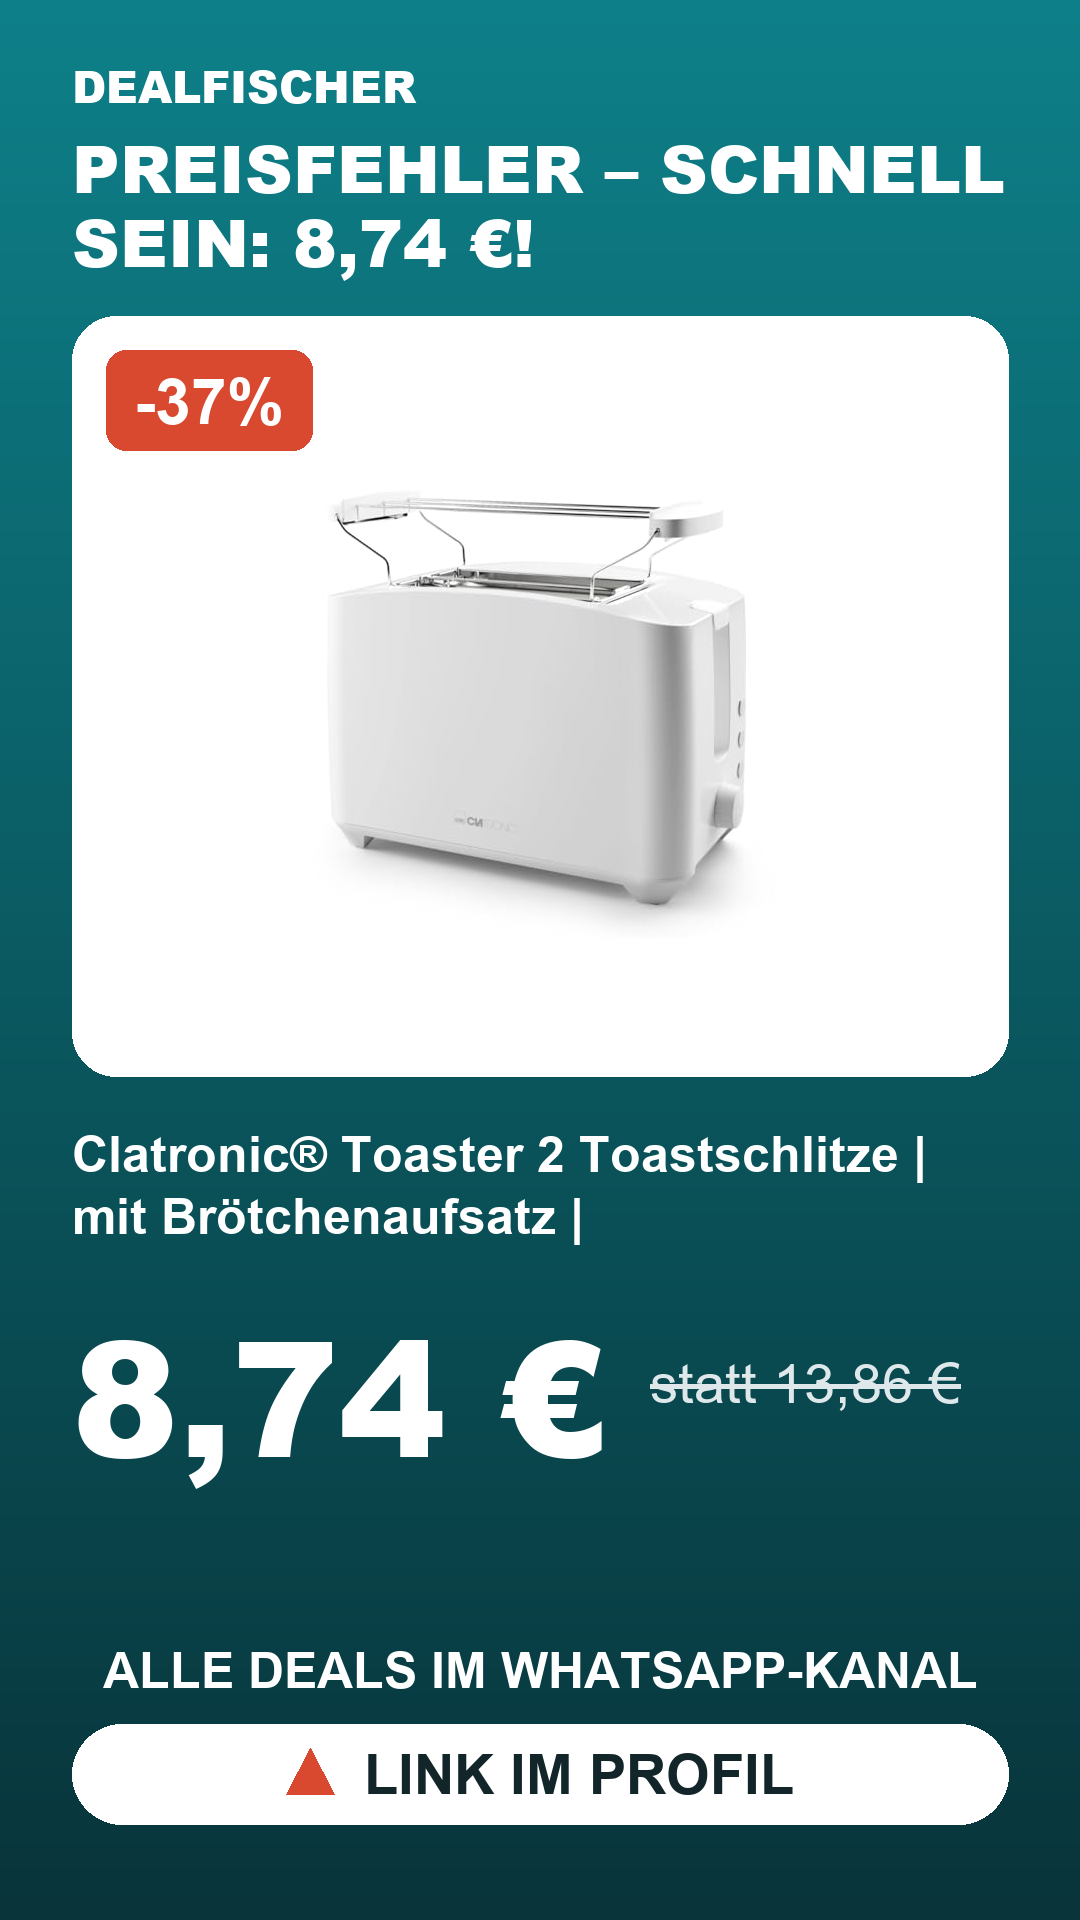 DEALFISCHER
PREISFEHLER – SCHNELL
SEIN: 8,74 €!
-37%
Clatronic® Toaster 2 Toastschlitze |
mit Brötchenaufsatz |
8,74 €
statt 13,86 €
ALLE DEALS IM WHATSAPP-KANAL
LINK IM PROFIL